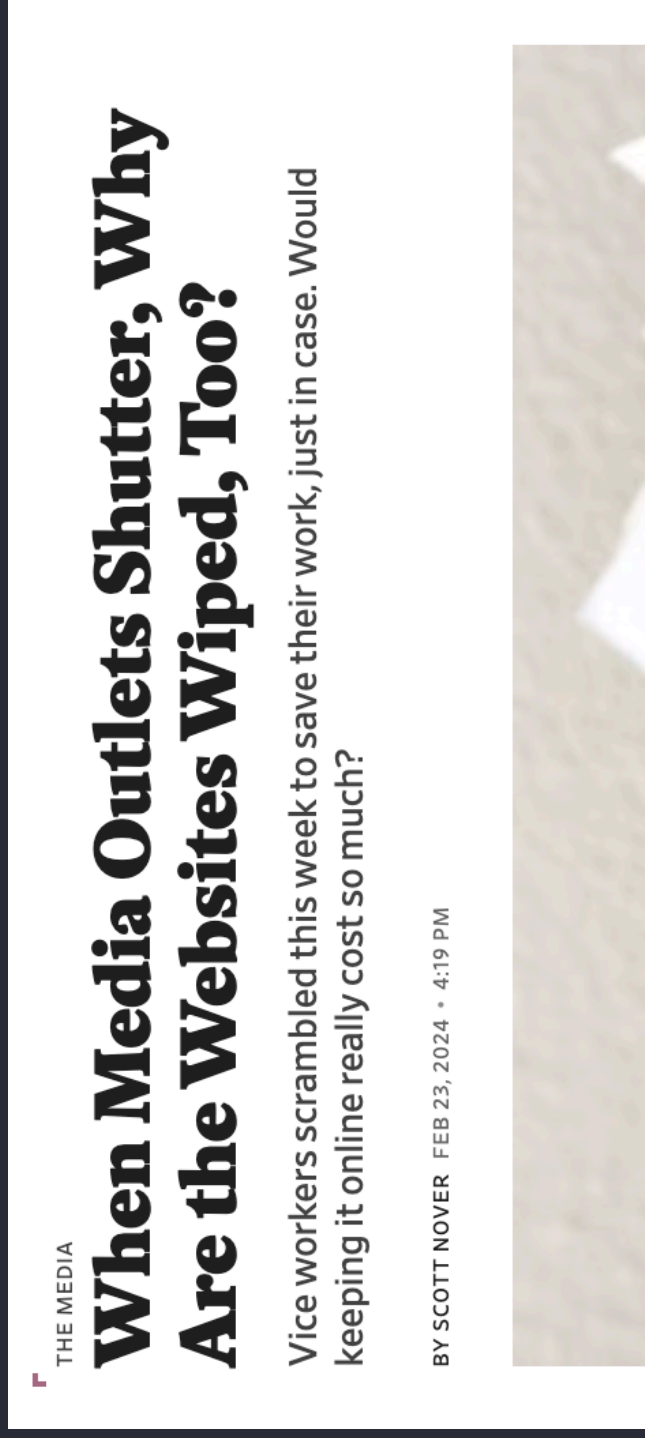 THE MEDIA
When Media Outlets Shutter, Why
Are the Websites Wiped, Too?
Vice workers scrambled this week to save their work, just in case. Would
keeping it online really cost so much?
BY SCOTT NOVER FEB 23, 2024 • 4:19 PM